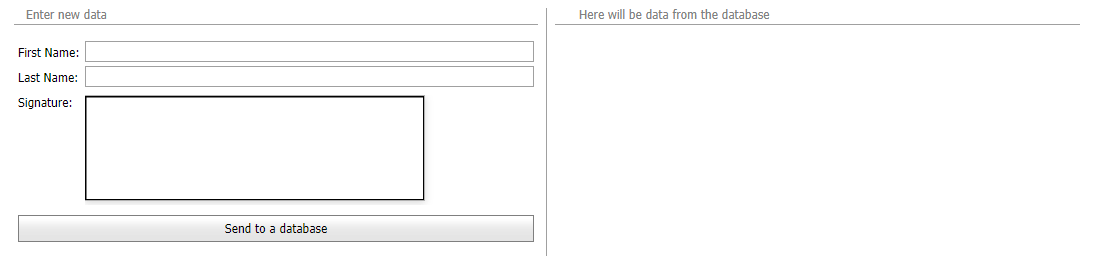 Enter new data
First Name:
Last Name:
Signature:
Send to a database
Here will be data from the database